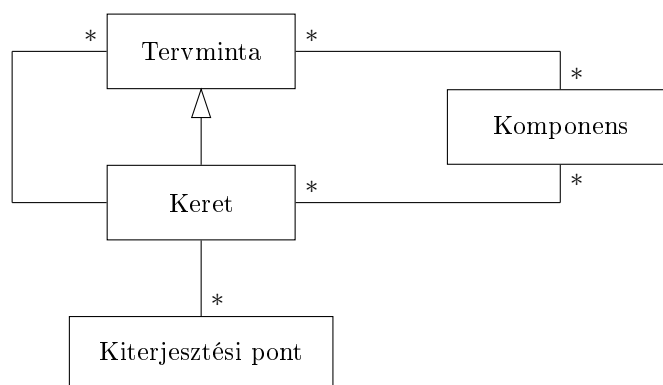 * Tervminta *
*
Komponens
Keret * *
*
Kiterjesztési pont